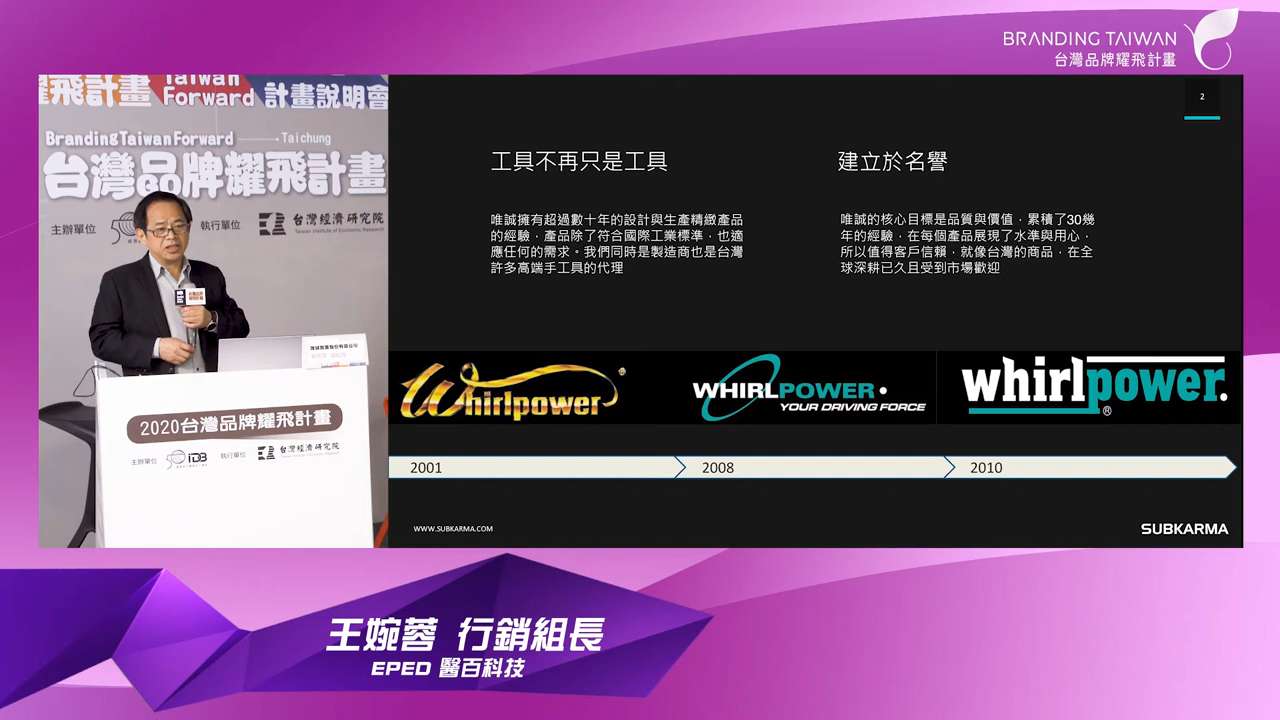 BRANDING TAIWAN
台灣品牌耀飛計畫
耀飛計畫 Taiwan Forward 計畫說明會
Branding Taiwan Forward Taichung
台灣品牌耀飛計畫
主辦單位
執行單位
台灣經濟研究院
Taiwan Institute of Economic Research
2020台灣品牌耀飛計畫
主辦單位 IDB 執行單位 台灣經濟研究院
2
工具不再只是工具
唯誠擁有超過數十年的設計與生產精緻產品
的經驗，產品除了符合國際工業標準，也適
應任何的需求。我們同時是製造商也是台灣
許多高端手工具的代理
建立於名譽
唯誠的核心目標是品質與價值，累積了30幾
年的經驗，在每個產品展現了水準與用心，
所以值得客戶信賴，就像台灣的商品，在全
球深耕已久且受到市場歡迎
Whirlpower
WHIRLPOWER
YOUR DRIVING FORCE
whirlpower.
®
2001
2008
2010
WWW.SUBKARMA.COM
SUBKARMA
王婉蓉 行銷組長
EPED 醫百科技